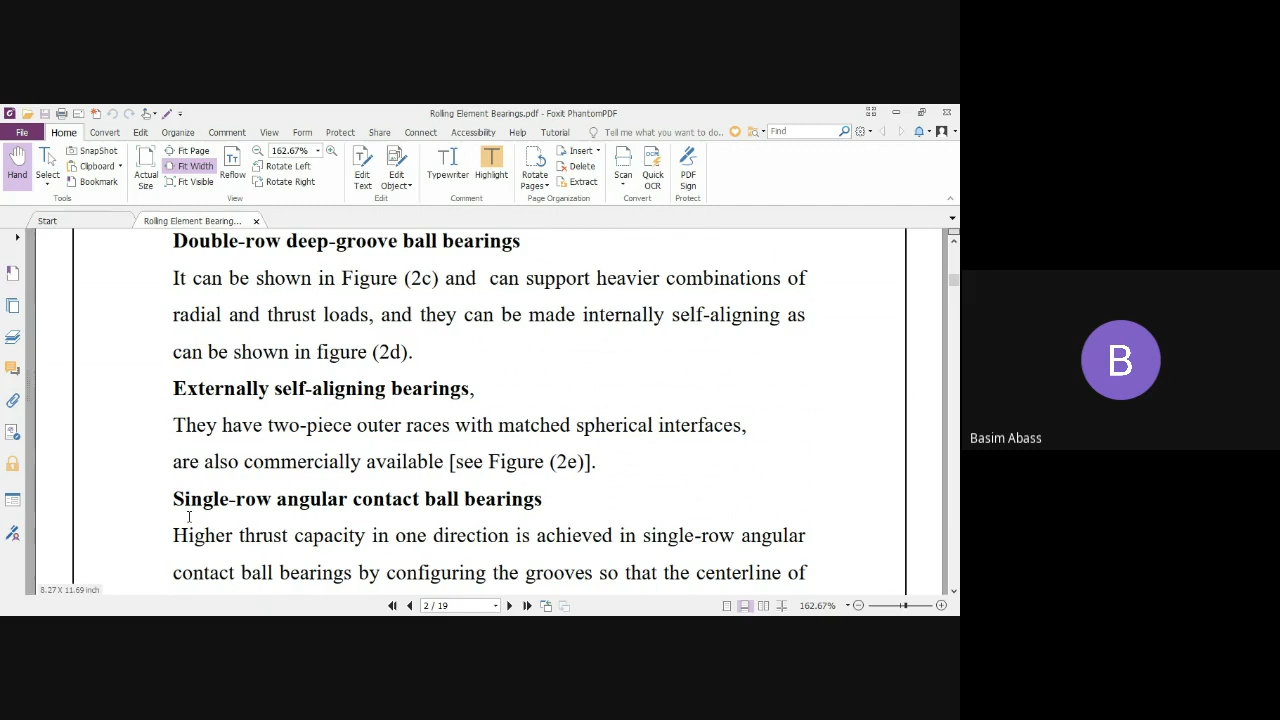 Rolling Element Bearings.pdf - Foxit PhantomPDF
File Home Convert Edit Organize Comment View Form Protect Share Connect Accessibility Help Tutorial Tell me what you want to do.. Find
Hand Select SnapShot Clipboard Bookmark
Actual Size Fit Page Fit Width Fit Visible Reflow 162.67% Rotate Left Rotate Right
Edit Text Edit Object Typewriter Highlight
Rotate Pages Insert Delete Extract
Scan Quick OCR PDF Sign
Tools View Edit Comment Page Organization Convert Protect
Start Rolling Element Bearing...
Double-row deep-groove ball bearings
It can be shown in Figure (2c) and can support heavier combinations of
radial and thrust loads, and they can be made internally self-aligning as
can be shown in figure (2d).
Externally self-aligning bearings,
They have two-piece outer races with matched spherical interfaces,
are also commercially available [see Figure (2e)].
Single-row angular contact ball bearings
Higher thrust capacity in one direction is achieved in single-row angular
contact ball bearings by configuring the grooves so that the centerline of
8.27 X 11.69 inch
2 / 19 162.67%
B
Basim Abass